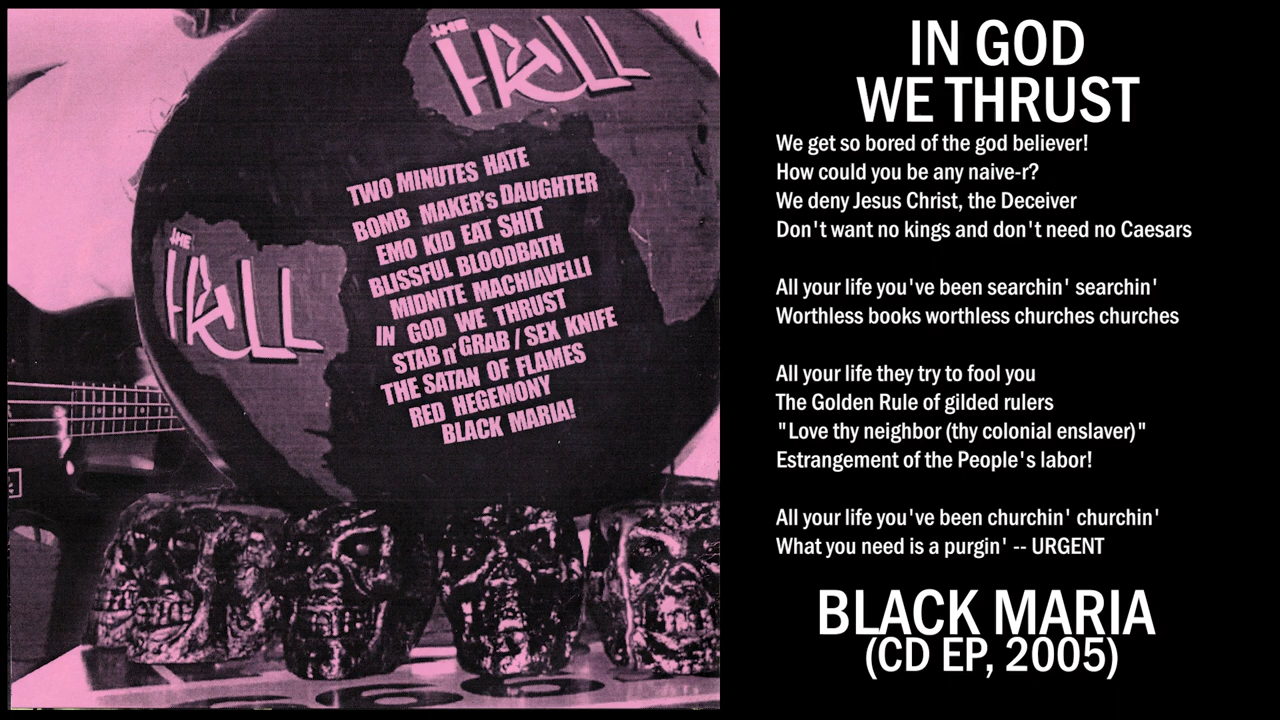 THE
HELL
THE
HELL
TWO MINUTES HATE
BOMB MAKER's DAUGHTER
EMO KID EAT SHIT
BLISSFUL BLOODBATH
MIDNITE MACHIAVELLI
IN GOD WE THRUST
STAB n' GRAB / SEX KNIFE
THE SATAN OF FLAMES
RED HEGEMONY
BLACK MARIA!
IN GOD
WE THRUST
We get so bored of the god believer!
How could you be any naive-r?
We deny Jesus Christ, the Deceiver
Don't want no kings and don't need no Caesars
All your life you've been searchin' searchin'
Worthless books worthless churches churches
All your life they try to fool you
The Golden Rule of gilded rulers
"Love thy neighbor (thy colonial enslaver)"
Estrangement of the People's labor!
All your life you've been churchin' churchin'
What you need is a purgin' -- URGENT
BLACK MARIA
(CD EP, 2005)